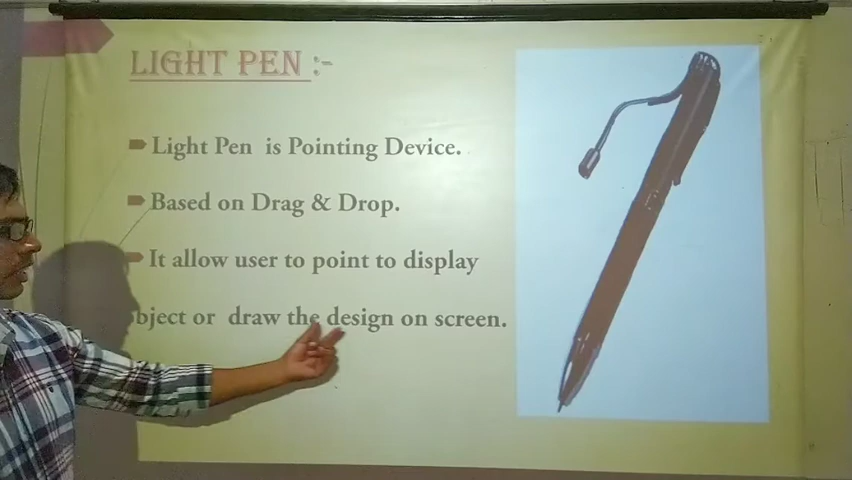 LIGHT PEN :-
Light Pen is Pointing Device.
Based on Drag & Drop.
It allow user to point to display
bject or draw the design on screen.